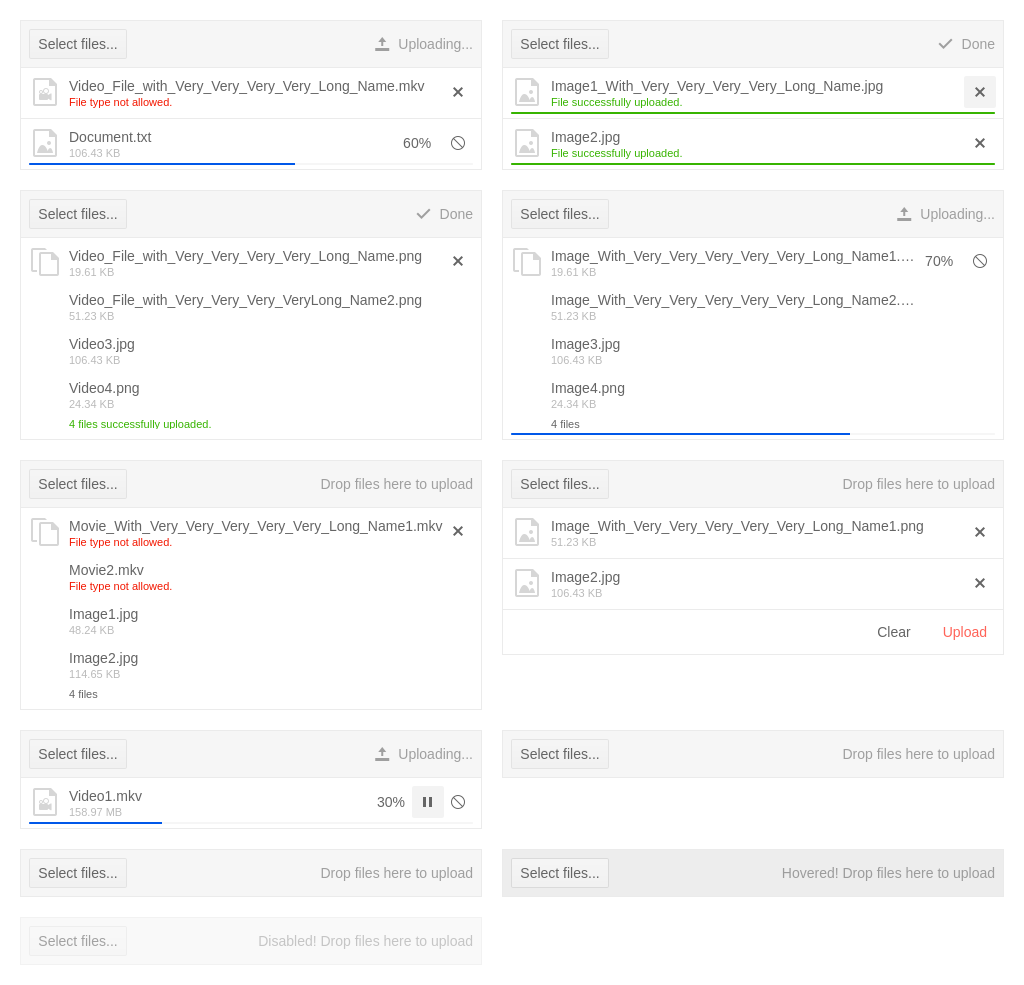 Select files...
Uploading...
Video_File_with_Very_Very_Very_Very_Long_Name.mkv
File type not allowed.
Document.txt
106.43 KB
60%
Select files...
Done
Image1_With_Very_Very_Very_Very_Very_Long_Name.jpg
File successfully uploaded.
Image2.jpg
File successfully uploaded.
Select files...
Done
Video_File_with_Very_Very_Very_Very_Long_Name.png
19.61 KB
Video_File_with_Very_Very_Very_VeryLong_Name2.png
51.23 KB
Video3.jpg
106.43 KB
Video4.png
24.34 KB
4 files successfully uploaded.
Select files...
Uploading...
Image_With_Very_Very_Very_Very_Very_Long_Name1....
70%
19.61 KB
Image_With_Very_Very_Very_Very_Very_Long_Name2....
51.23 KB
Image3.jpg
106.43 KB
Image4.png
24.34 KB
4 files
Select files...
Drop files here to upload
Movie_With_Very_Very_Very_Very_Very_Long_Name1.mkv
File type not allowed.
Movie2.mkv
File type not allowed.
Image1.jpg
48.24 KB
Image2.jpg
114.65 KB
4 files
Select files...
Drop files here to upload
Image_With_Very_Very_Very_Very_Very_Long_Name1.png
51.23 KB
Image2.jpg
106.43 KB
Clear
Upload
Select files...
Uploading...
Video1.mkv
158.97 MB
30%
Select files...
Drop files here to upload
Select files...
Drop files here to upload
Select files...
Hovered! Drop files here to upload
Select files...
Disabled! Drop files here to upload